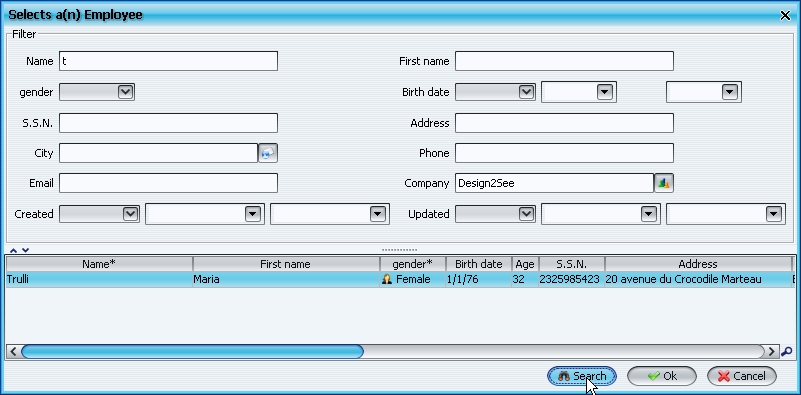 Selects a(n) Employee
Filter
Name t First name
gender Birth date
S.S.N. Address
City Phone
Email Company Design2See
Created Updated
Name* First name gender* Birth date Age S.S.N. Address
Trulli Maria Female 1/1/76 32 2325985423 20 avenue du Crocodile Marteau
Search Ok Cancel